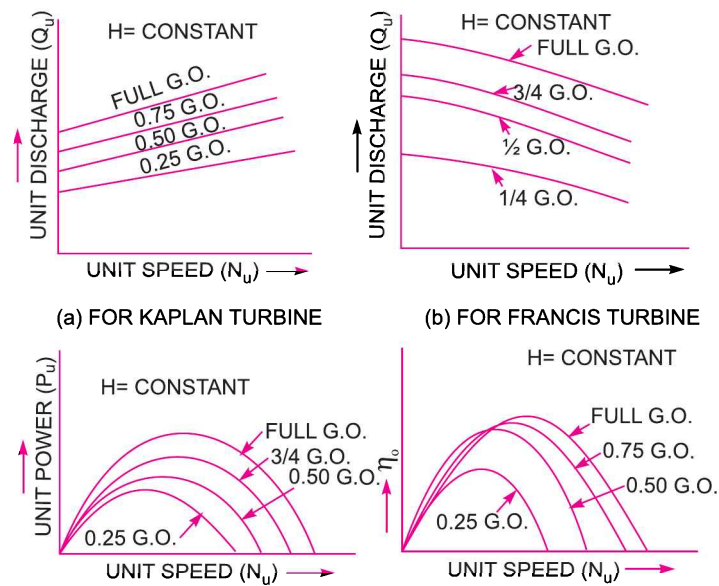 H= CONSTANT
UNIT DISCHARGE (Qu)
FULL G.O.
0.75 G.O.
0.50 G.O.
0.25 G.O.
UNIT SPEED (Nu)
(a) FOR KAPLAN TURBINE
H= CONSTANT
UNIT DISCHARGE (Qu)
FULL G.O.
3/4 G.O.
½ G.O.
1/4 G.O.
UNIT SPEED (Nu)
(b) FOR FRANCIS TURBINE
H= CONSTANT
UNIT POWER (Pu)
FULL G.O.
3/4 G.O.
0.50 G.O.
0.25 G.O.
UNIT SPEED (Nu)
H= CONSTANT
ηo
FULL G.O.
0.75 G.O.
0.50 G.O.
0.25 G.O.
UNIT SPEED (Nu)